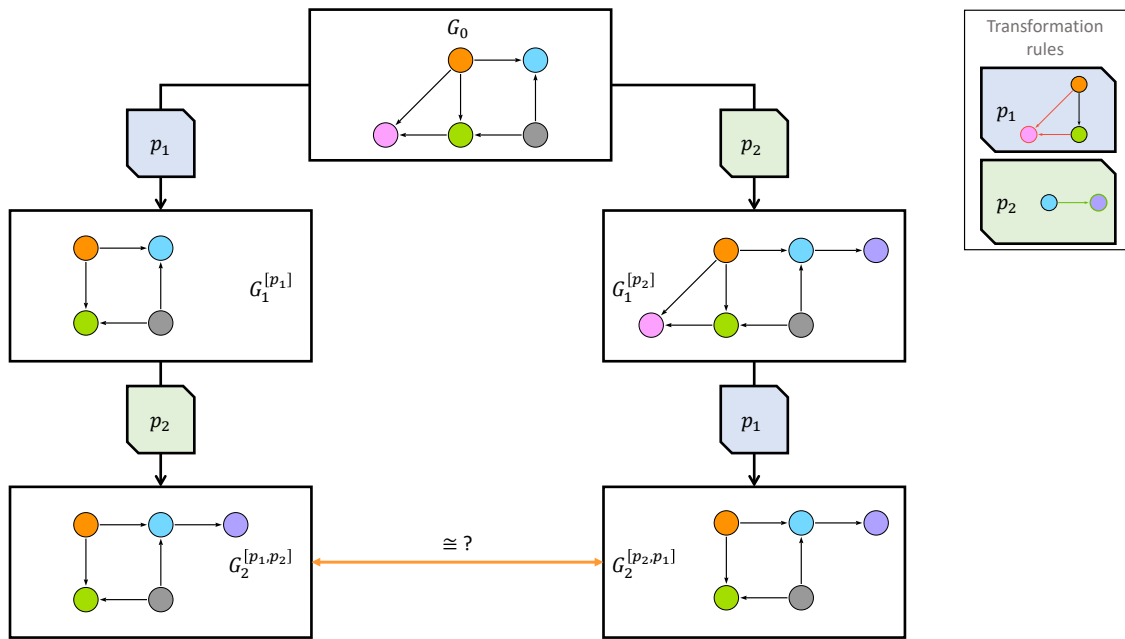 G₀
Transformation
rules
p₁
p₂
p₁
p₂
G₁^[p₁]
G₁^[p₂]
p₂
p₁
≅ ?
G₂^[p₁,p₂]
G₂^[p₂,p₁]